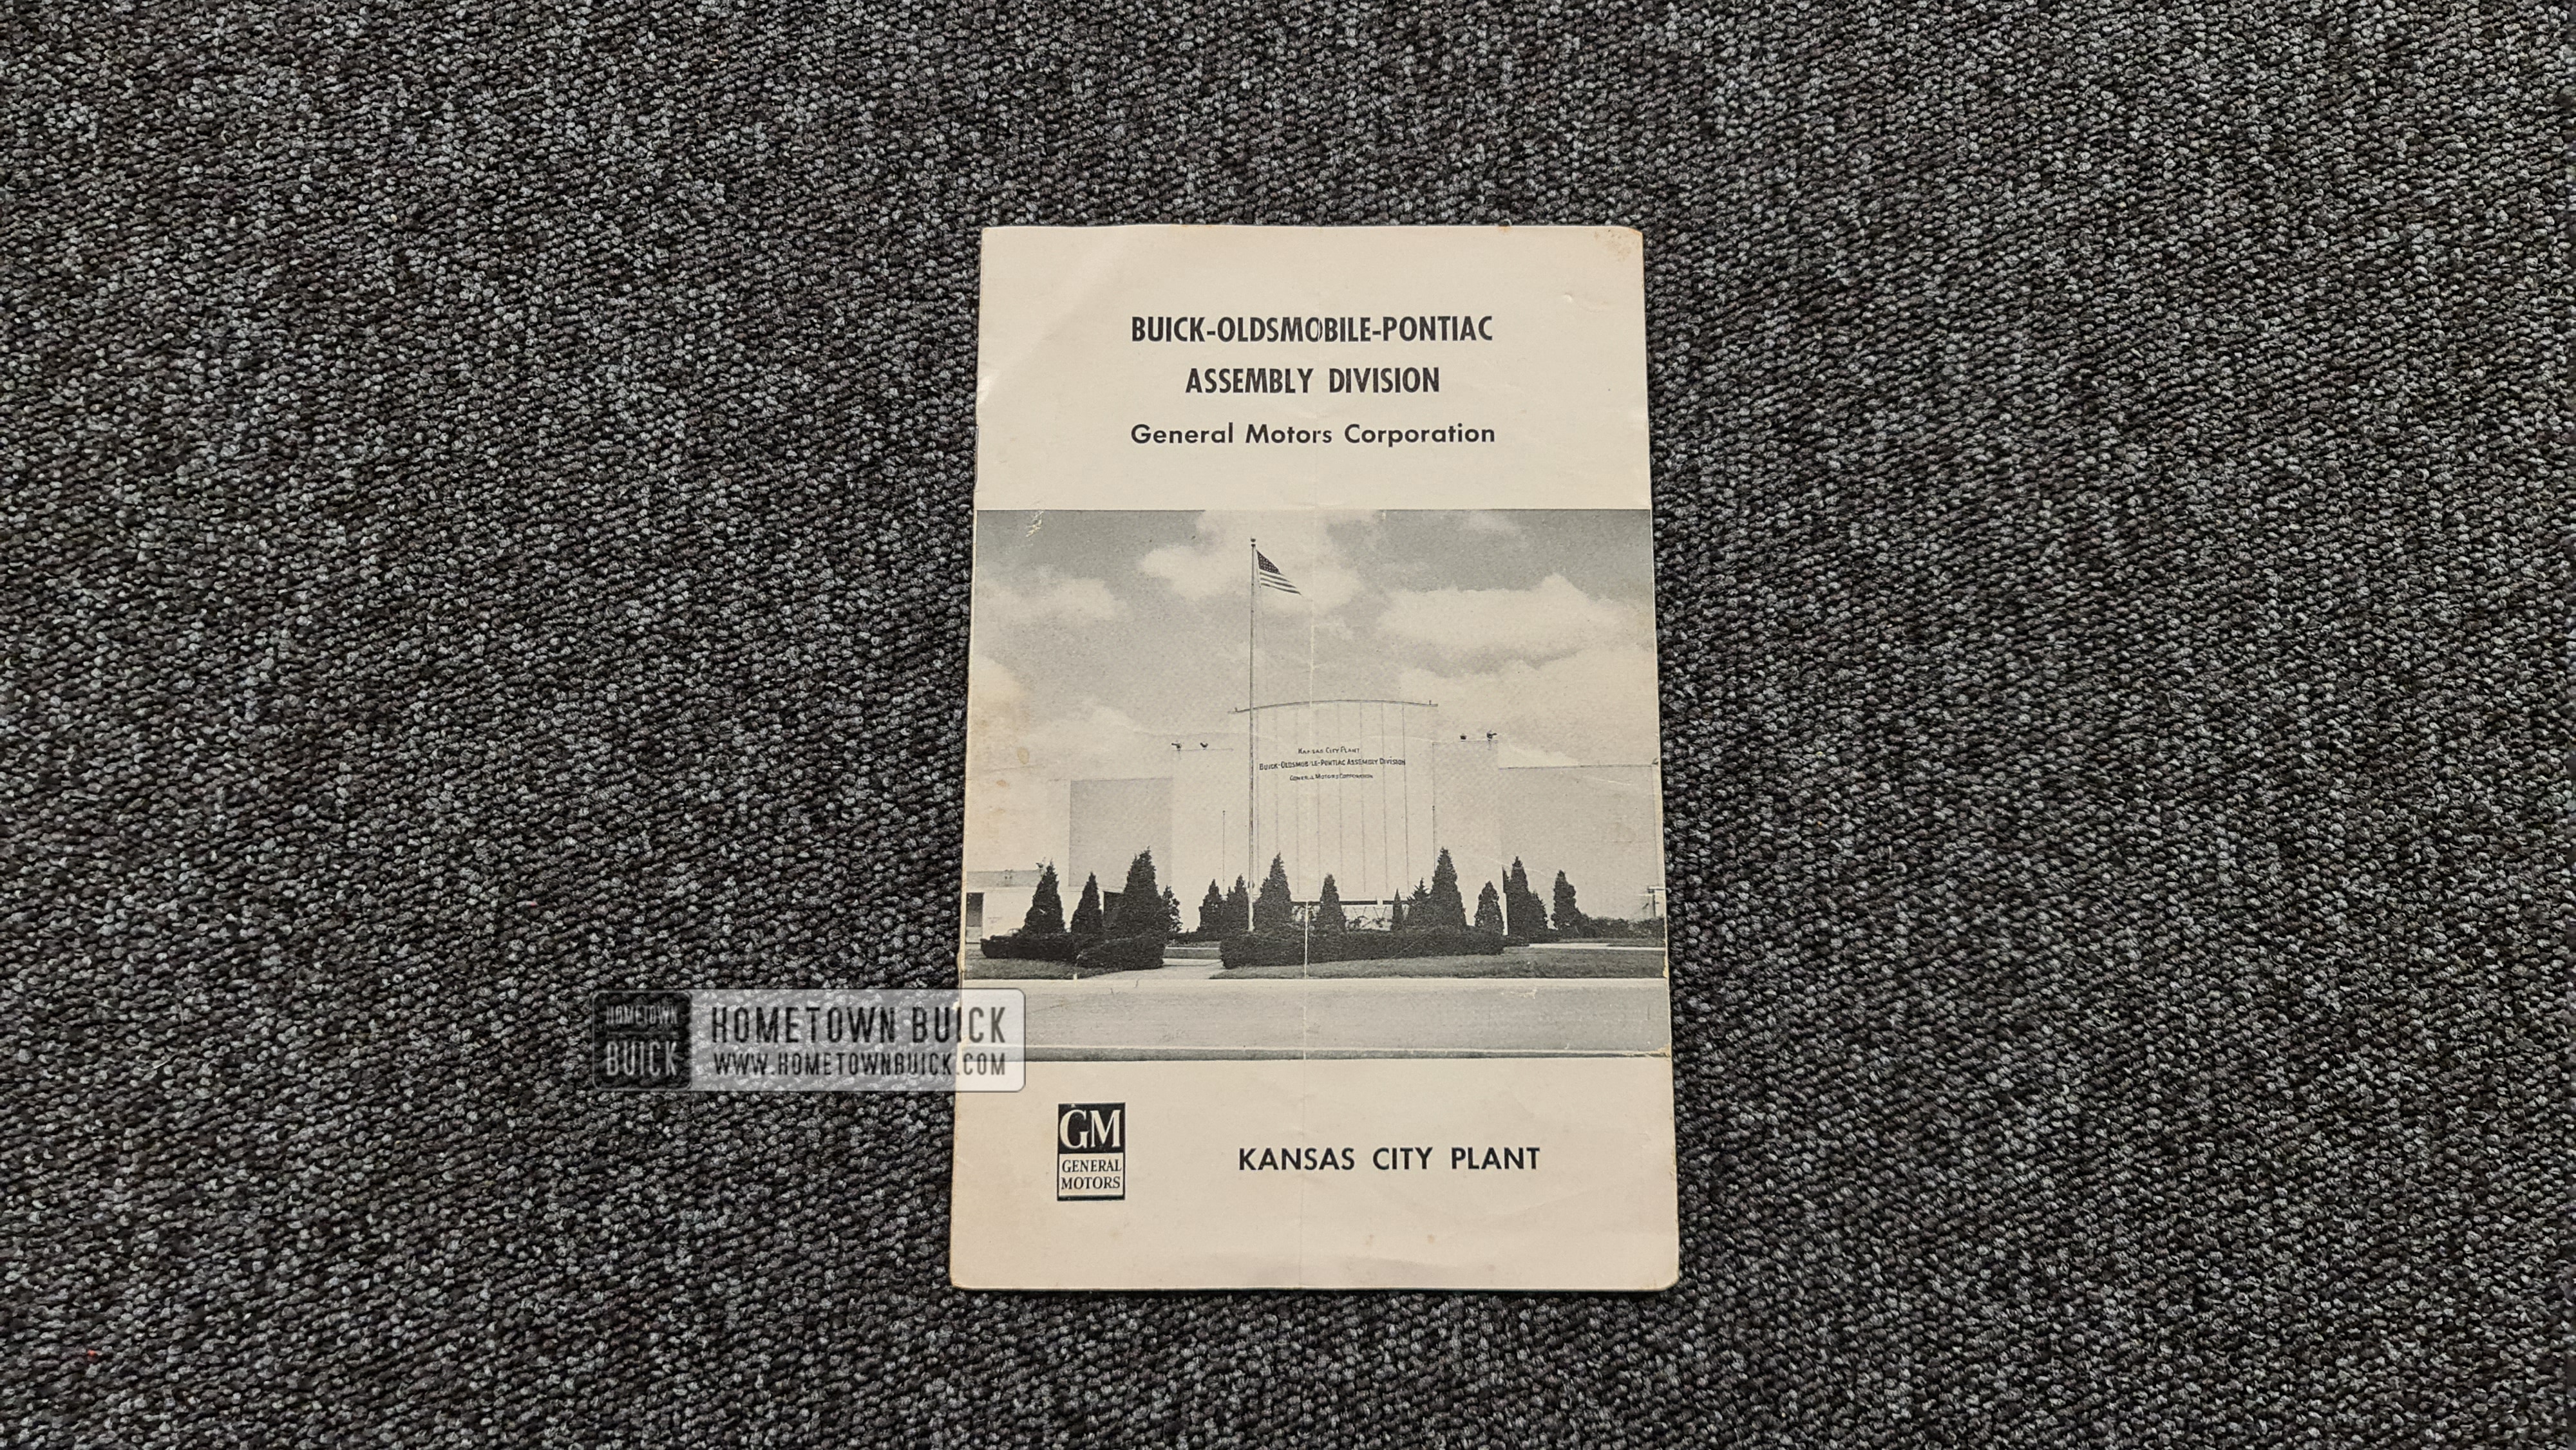 BUICK-OLDSMOBILE-PONTIAC
ASSEMBLY DIVISION
General Motors Corporation
KANSAS CITY PLANT
BUICK-OLDSMOBILE-PONTIAC ASSEMBLY DIVISION
GENERAL MOTORS CORPORATION
HOMETOWN
BUICK
HOMETOWN BUICK
WWW.HOMETOWNBUICK.COM
GM
GENERAL
MOTORS
KANSAS CITY PLANT